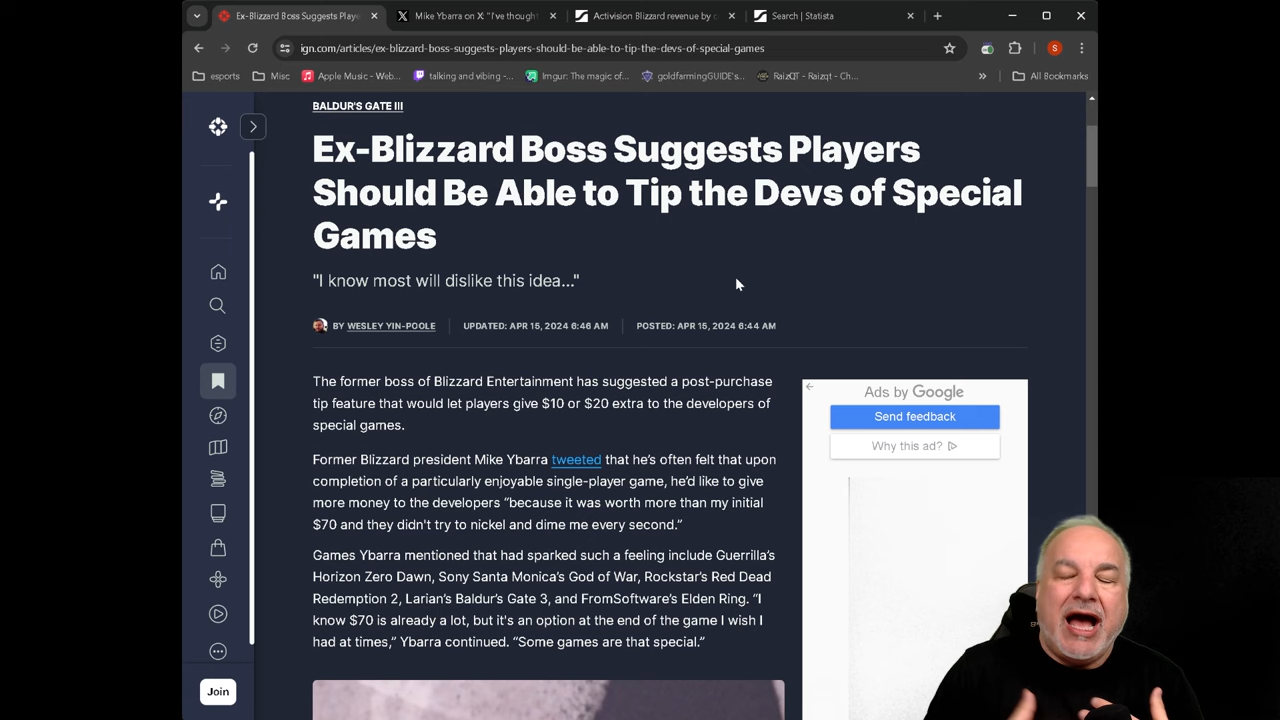 Ex-Blizzard Boss Suggests Playe
Mike Ybarra on X: "I've though
Activision Blizzard revenue by c
Search | Statista
ign.com/articles/ex-blizzard-boss-suggests-players-should-be-able-to-tip-the-devs-of-special-games
S
esports
Misc
Apple Music - Web...
talking and vibing -...
Imgur: The magic of...
goldfarmingGUIDE's...
RaizQT - Raizqt - Ch...
All Bookmarks
BALDUR'S GATE III
Ex-Blizzard Boss Suggests Players
Should Be Able to Tip the Devs of Special
Games
"I know most will dislike this idea..."
BY WESLEY YIN-POOLE
UPDATED: APR 15, 2024 6:46 AM
POSTED: APR 15, 2024 6:44 AM
The former boss of Blizzard Entertainment has suggested a post-purchase
tip feature that would let players give $10 or $20 extra to the developers of
special games.
Former Blizzard president Mike Ybarra tweeted that he's often felt that upon
completion of a particularly enjoyable single-player game, he'd like to give
more money to the developers “because it was worth more than my initial
$70 and they didn't try to nickel and dime me every second.”
Games Ybarra mentioned that had sparked such a feeling include Guerrilla's
Horizon Zero Dawn, Sony Santa Monica's God of War, Rockstar's Red Dead
Redemption 2, Larian's Baldur's Gate 3, and FromSoftware's Elden Ring. “I
know $70 is already a lot, but it's an option at the end of the game I wish I
had at times,” Ybarra continued. “Some games are that special.”
Ads by Google
Send feedback
Why this ad?
Join